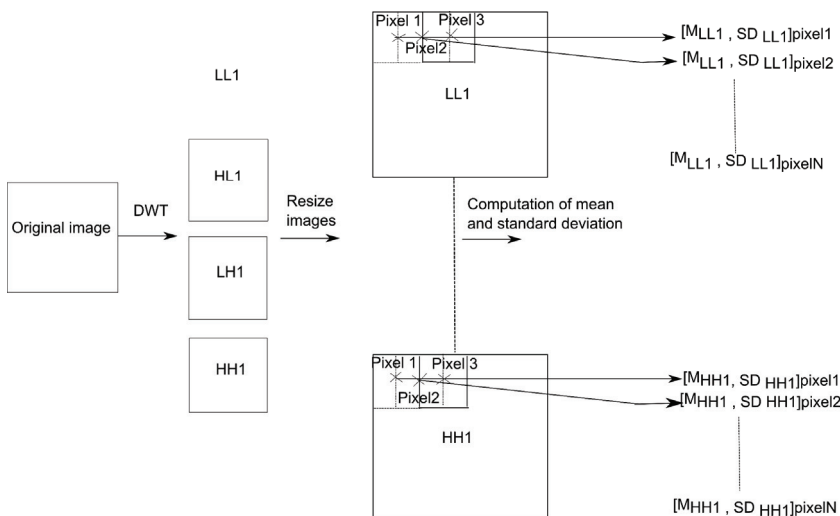 Original image
DWT
LL1
HL1
LH1
HH1
Resize
images
Pixel 1
Pixel 3
Pixel2
LL1
[MLL1 , SD LL1]pixel1
[MLL1 , SD LL1]pixel2
[MLL1 , SD LL1]pixelN
Computation of mean
and standard deviation
Pixel 1
Pixel 3
Pixel2
HH1
[MHH1, SD HH1]pixel1
[MHH1 , SD HH1]pixel2
[MHH1 , SD HH1]pixelN